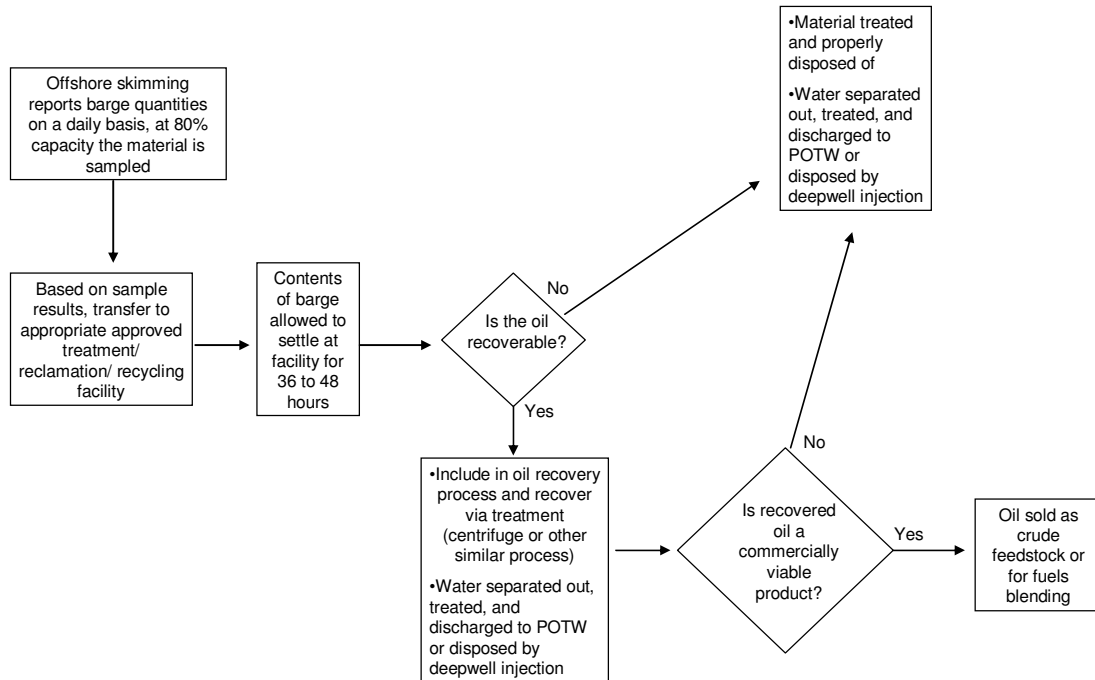 Offshore skimming
reports barge quantities
on a daily basis, at 80%
capacity the material is
sampled
Based on sample
results, transfer to
appropriate approved
treatment/
reclamation/ recycling
facility
Contents
of barge
allowed to
settle at
facility for
36 to 48
hours
Is the oil
recoverable?
No
•Material treated
and properly
disposed of
•Water separated
out, treated, and
discharged to
POTW or
disposed by
deepwell injection
Yes
•Include in oil recovery
process and recover
via treatment
(centrifuge or other
similar process)
•Water separated out,
treated, and
discharged to POTW
or disposed by
deepwell injection
Is recovered
oil a
commercially
viable
product?
No
Yes
Oil sold as
crude
feedstock or
for fuels
blending